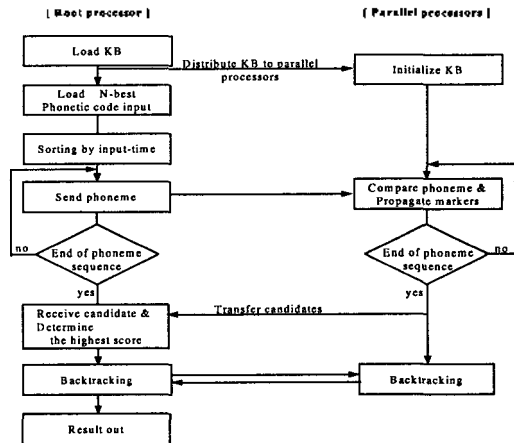 [ Root processor ]
[ Parallel processors ]
Load KB
Distribute KB to parallel
processors
Initialize KB
Load N-best
Phonetic code input
Sorting by input-time
Send phoneme
Compare phoneme &
Propagate markers
no
End of phoneme
sequence
yes
End of phoneme
sequence
no
yes
Receive candidate &
Determine
the highest score
Transfer candidates
Backtracking
Backtracking
Result out